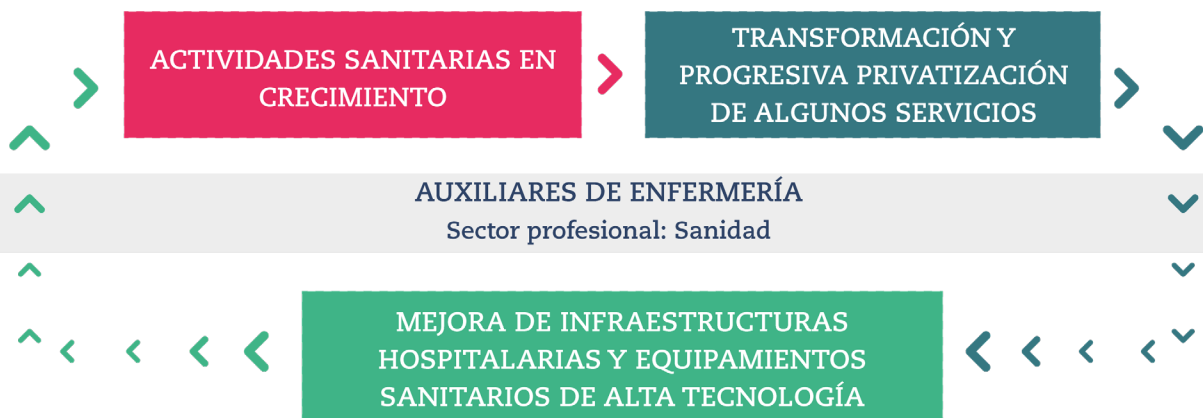 ACTIVIDADES SANITARIAS EN
CRECIMIENTO
TRANSFORMACIÓN Y
PROGRESIVA PRIVATIZACIÓN
DE ALGUNOS SERVICIOS
AUXILIARES DE ENFERMERÍA
Sector profesional: Sanidad
MEJORA DE INFRAESTRUCTURAS
HOSPITALARIAS Y EQUIPAMIENTOS
SANITARIOS DE ALTA TECNOLOGÍA